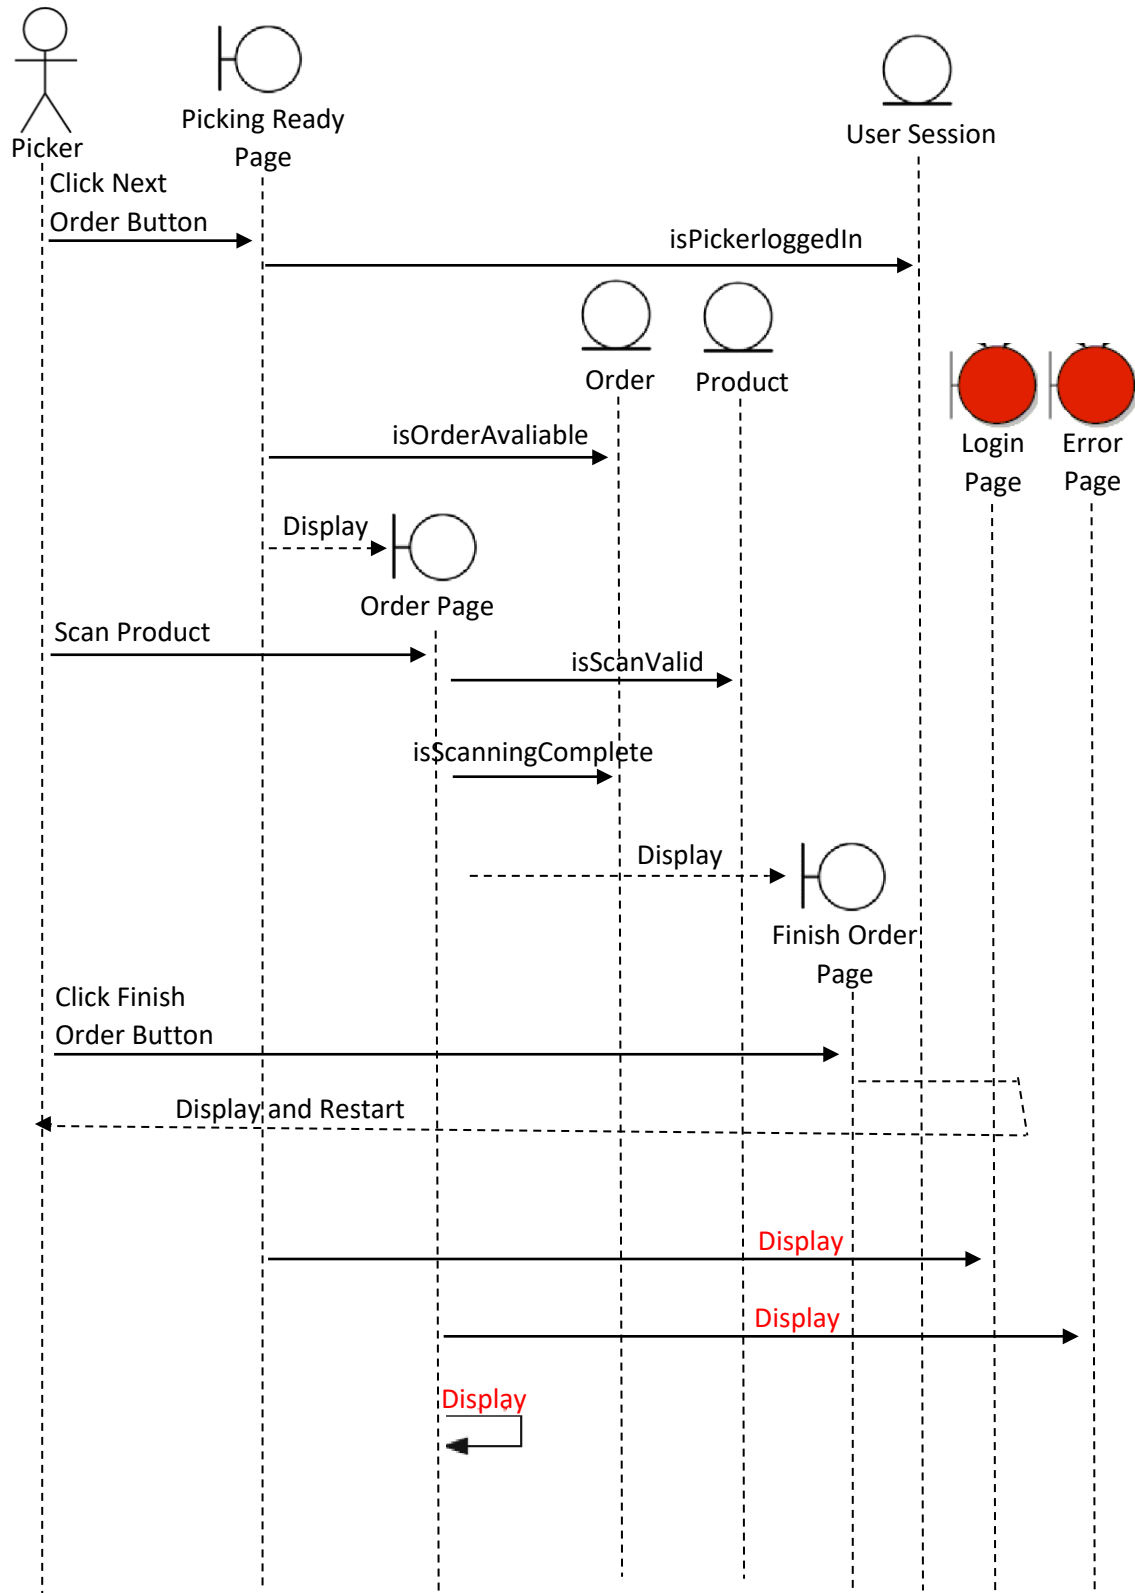 Picker
Picking Ready
Page
User Session
Click Next
Order Button
isPickerloggedIn
Order
Product
Login
Page
Error
Page
isOrderAvaliable
Display
Order Page
Scan Product
isScanValid
isScanningComplete
Display
Finish Order
Page
Click Finish
Order Button
Display and Restart
Display
Display
Display